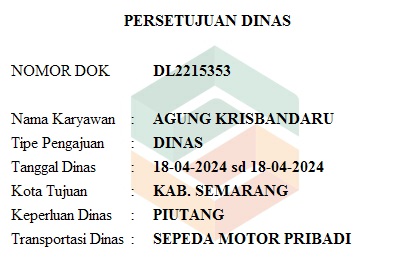 PERSETUJUAN DINAS
NOMOR DOK DL2215353
Nama Karyawan : AGUNG KRISBANDARU
Tipe Pengajuan : DINAS
Tanggal Dinas : 18-04-2024 sd 18-04-2024
Kota Tujuan : KAB. SEMARANG
Keperluan Dinas : PIUTANG
Transportasi Dinas : SEPEDA MOTOR PRIBADI